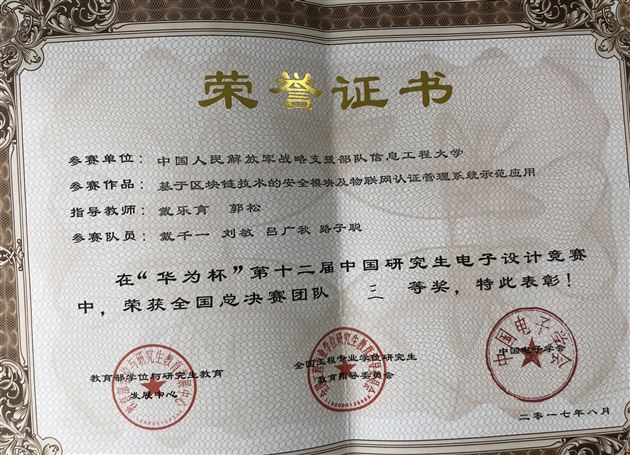 荣誉证书
参赛单位：中国人民解放军战略支援部队信息工程大学
参赛作品：基于区块链技术的安全模块及物联网认证管理系统示范应用
指导教师：戴乐育 郭松
参赛队员：戴千一 刘敏 吕广秋 路子聪
在“华为杯”第十二届中国研究生电子设计竞赛
中，荣获全国总决赛团队 三 等奖，特此表彰！
教育部学位与研究生教育
发展中心
全国工程专业学位研究生
教育指导委员会
中国电子学会
中国电子学会
二〇一七年八月